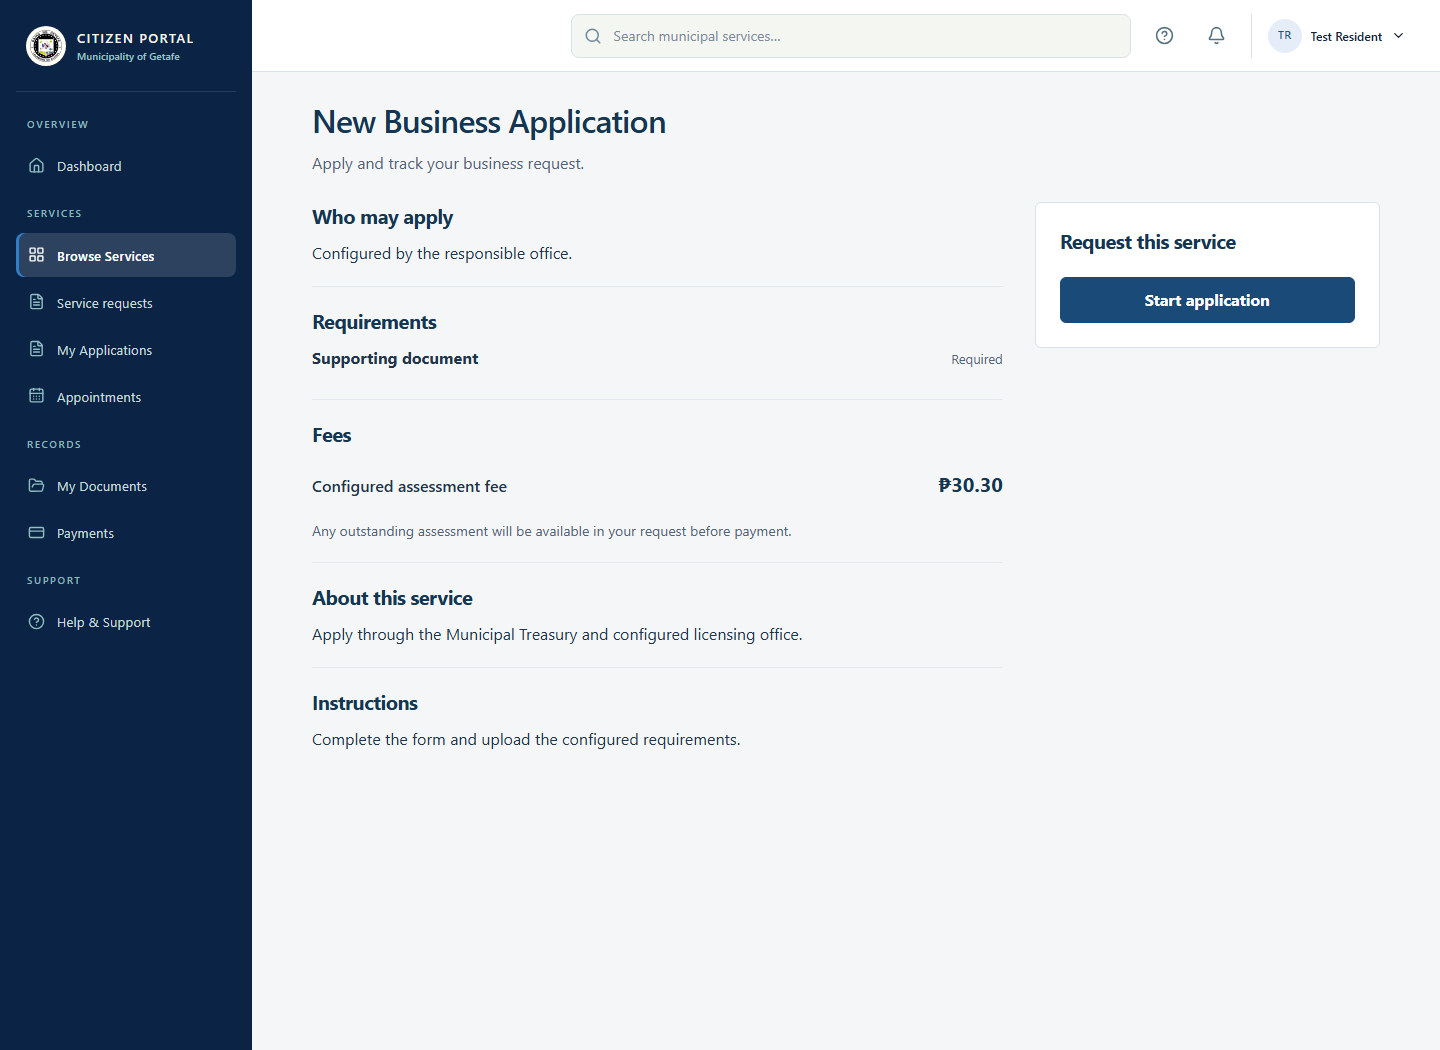 CITIZEN PORTAL
Municipality of Getafe
OVERVIEW
Dashboard
SERVICES
Browse Services
Service requests
My Applications
Appointments
RECORDS
My Documents
Payments
SUPPORT
Help & Support
Search municipal services...
TR
Test Resident
New Business Application
Apply and track your business request.
Who may apply
Configured by the responsible office.
Requirements
Supporting document
Required
Fees
Configured assessment fee
₱30.30
Any outstanding assessment will be available in your request before payment.
About this service
Apply through the Municipal Treasury and configured licensing office.
Instructions
Complete the form and upload the configured requirements.
Request this service
Start application